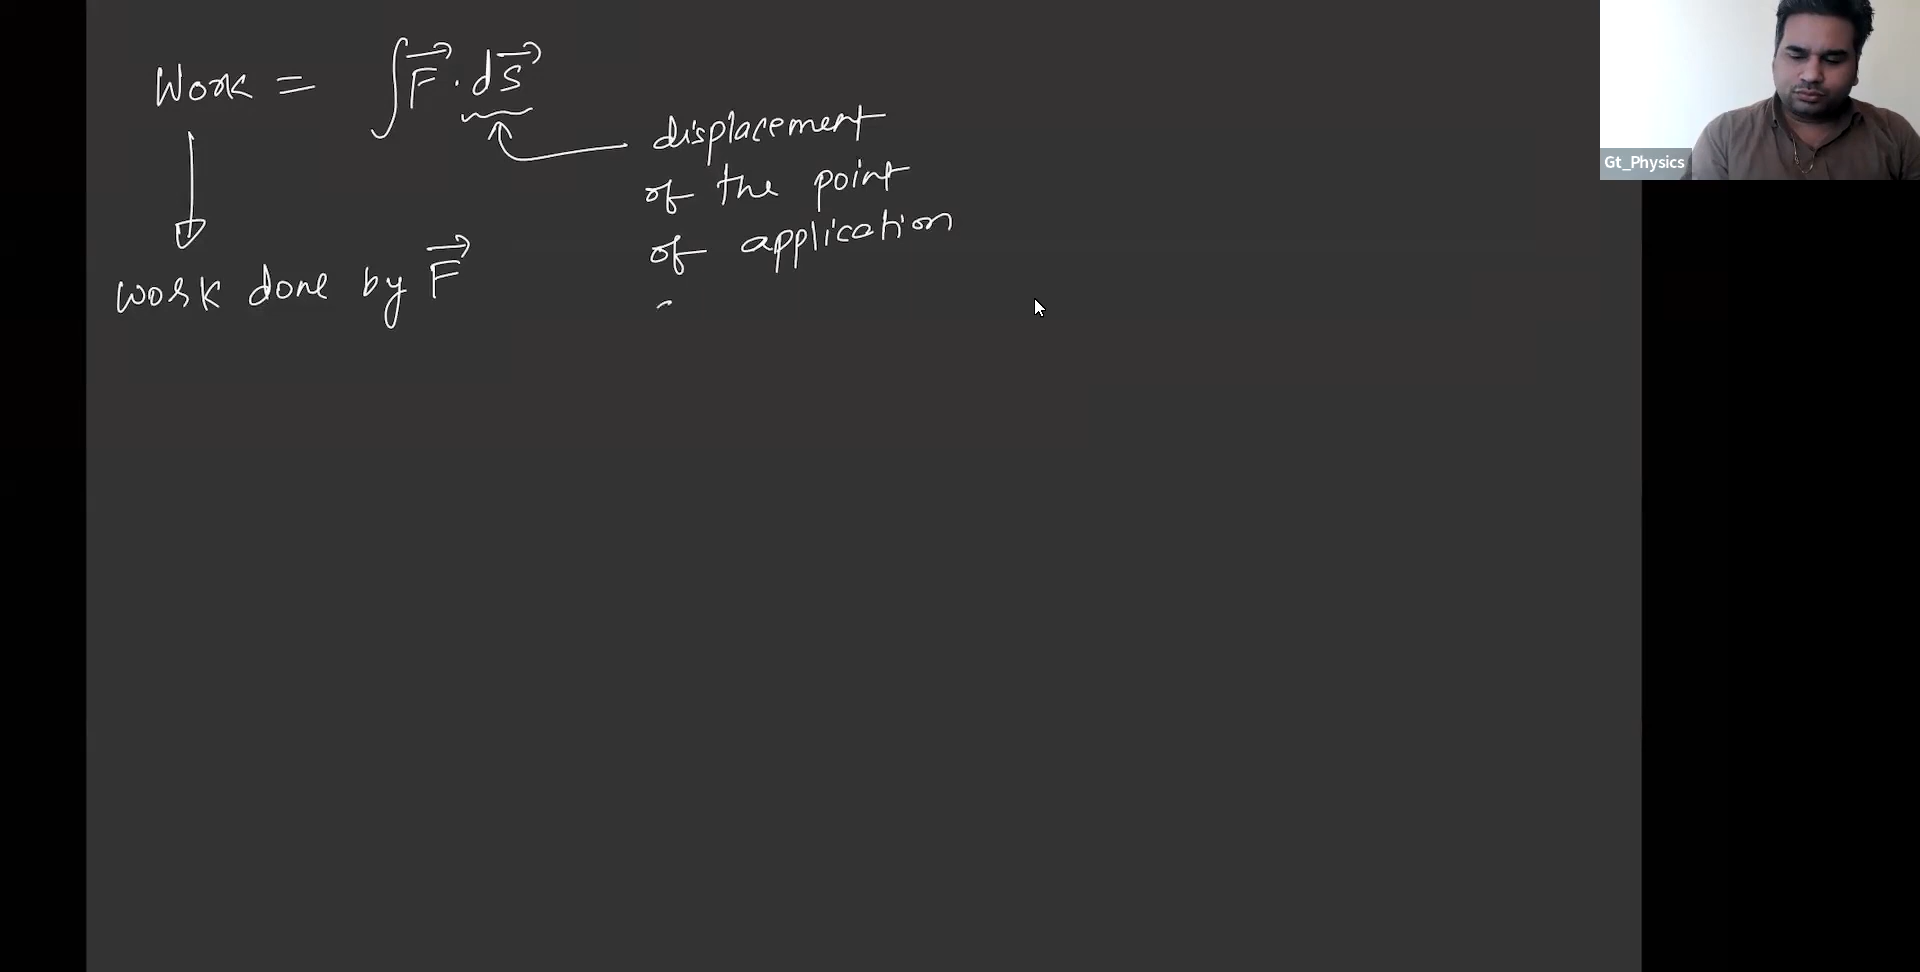 Work = ∫F⃗ · ds⃗
displacement
of the point
of application
work done by F⃗
Gt_Physics